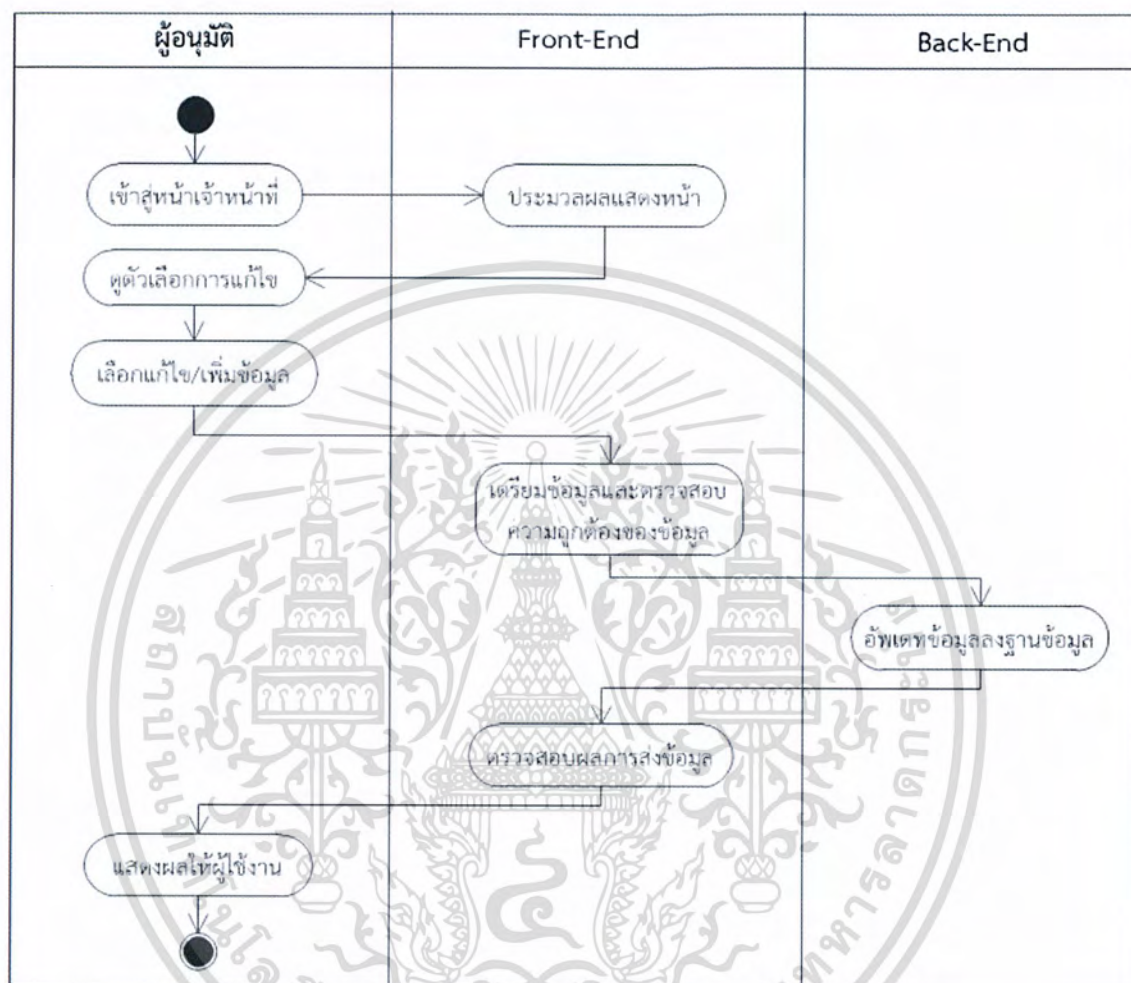 ผู้อนุมัติ
Front-End
Back-End
เข้าสู่หน้าเจ้าหน้าที่
ประมวลผลแสดงหน้า
ดูตัวเลือกการแก้ไข
เลือกแก้ไข/เพิ่มข้อมูล
เตรียมข้อมูลและตรวจสอบ
ความถูกต้องของข้อมูล
อัพเดทข้อมูลลงฐานข้อมูล
ตรวจสอบผลการส่งข้อมูล
แสดงผลให้ผู้ใช้งาน